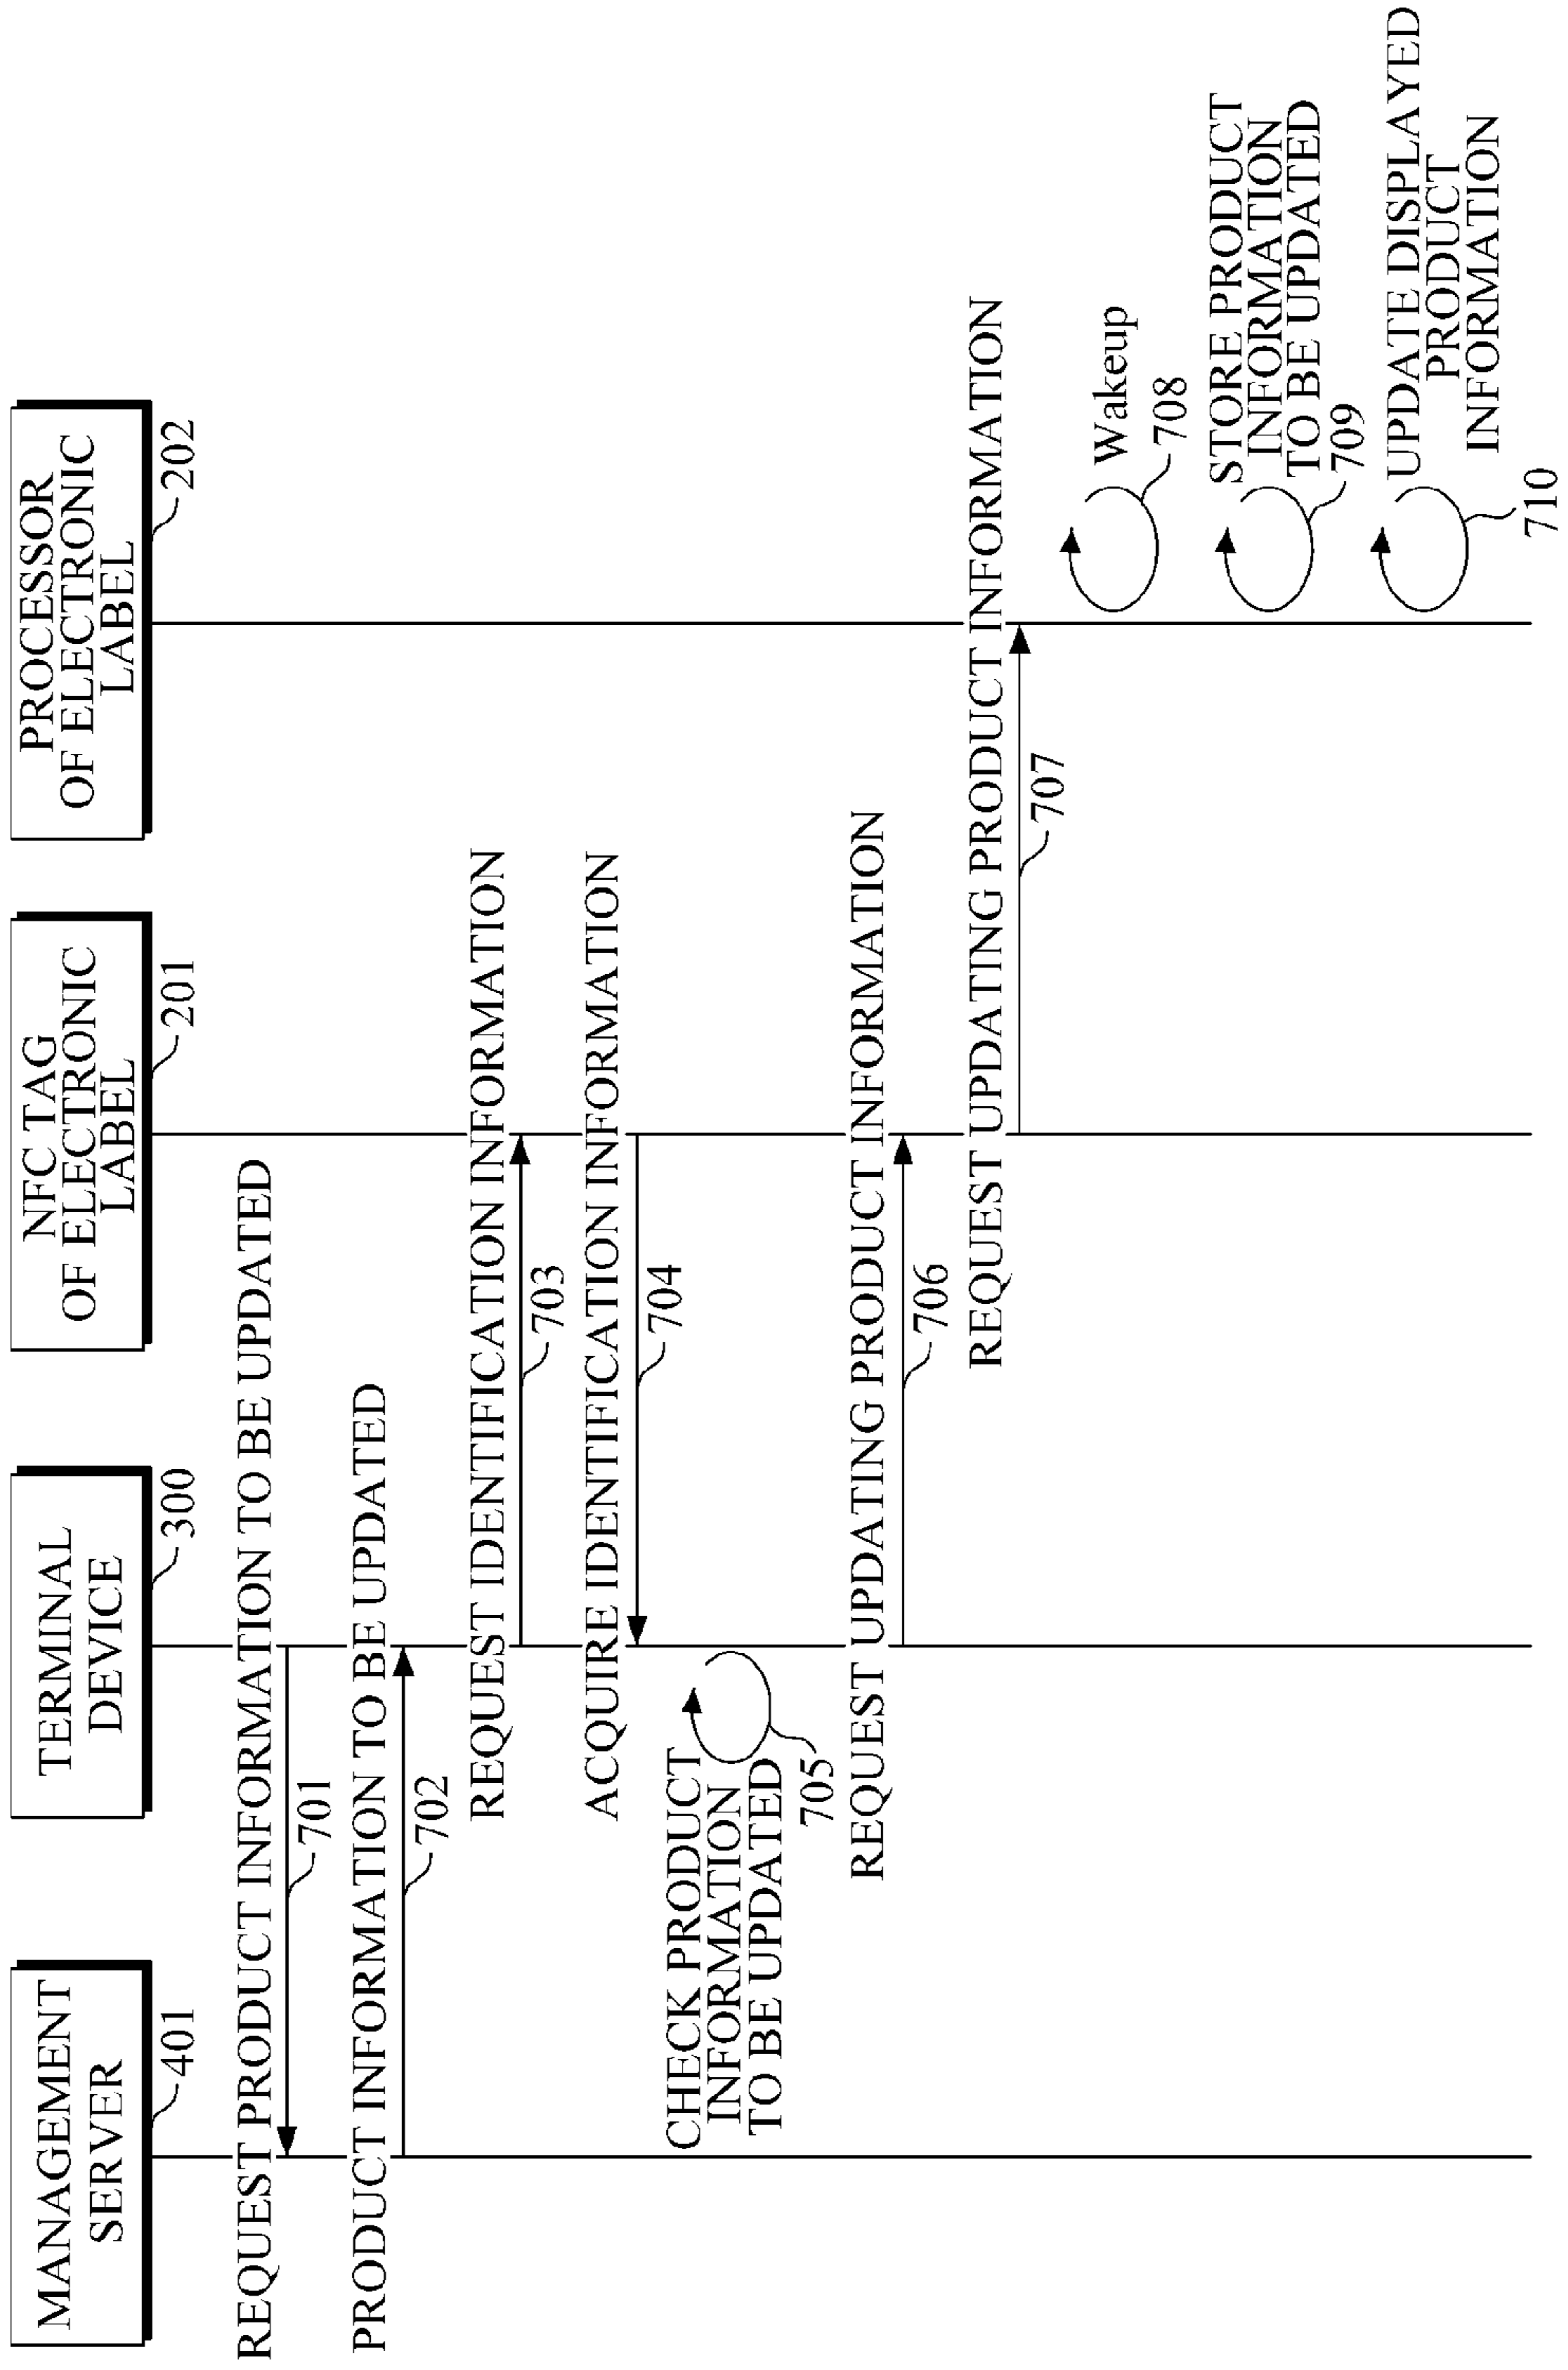 MANAGEMENT
SERVER
401
TERMINAL
DEVICE
300
NFC TAG
OF ELECTRONIC
LABEL
201
PROCESSOR
OF ELECTRONIC
LABEL
202
REQUEST PRODUCT INFORMATION TO BE UPDATED
701
PRODUCT INFORMATION TO BE UPDATED
702
REQUEST IDENTIFICATION INFORMATION
703
ACQUIRE IDENTIFICATION INFORMATION
704
CHECK PRODUCT
INFORMATION
TO BE UPDATED
705
REQUEST UPDATING PRODUCT INFORMATION
706
REQUEST UPDATING PRODUCT INFORMATION
707
Wakeup
708
STORE PRODUCT
INFORMATION
TO BE UPDATED
709
UPDATE DISPLAYED
PRODUCT
INFORMATION
710